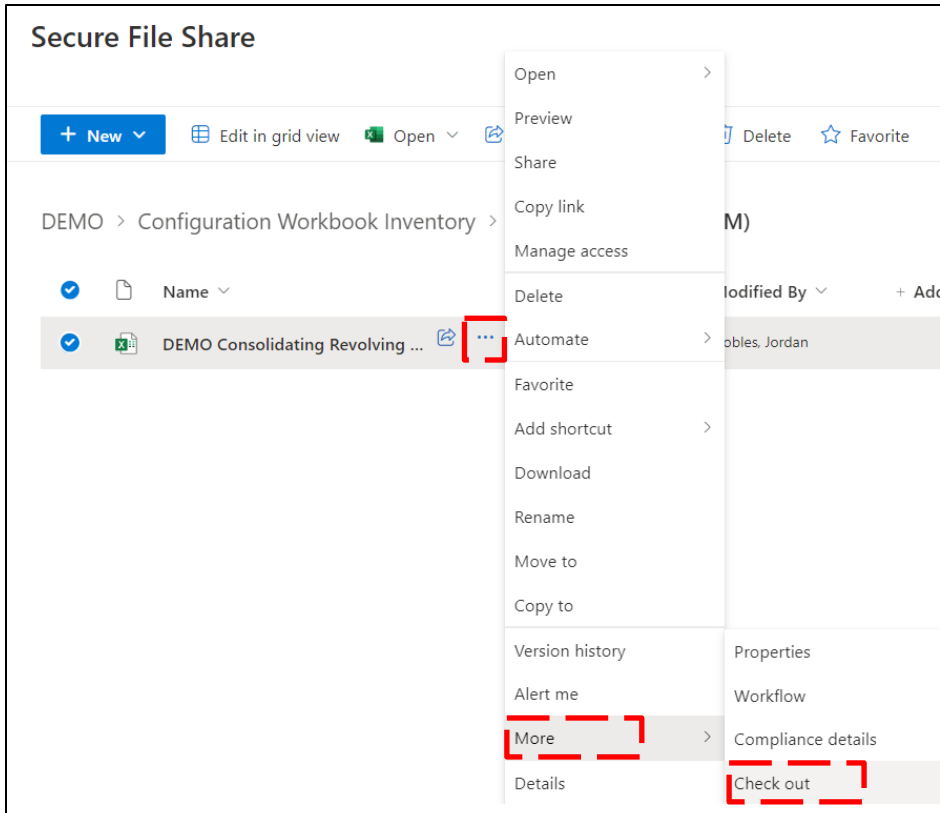 Secure File Share
New
Edit in grid view
Open
Delete
Favorite
DEMO > Configuration Workbook Inventory >
M)
Name
Modified By
+ Add
DEMO Consolidating Revolving ...
obles, Jordan
Open
Preview
Share
Copy link
Manage access
Delete
Automate
Favorite
Add shortcut
Download
Rename
Move to
Copy to
Version history
Alert me
More
Details
Properties
Workflow
Compliance details
Check out